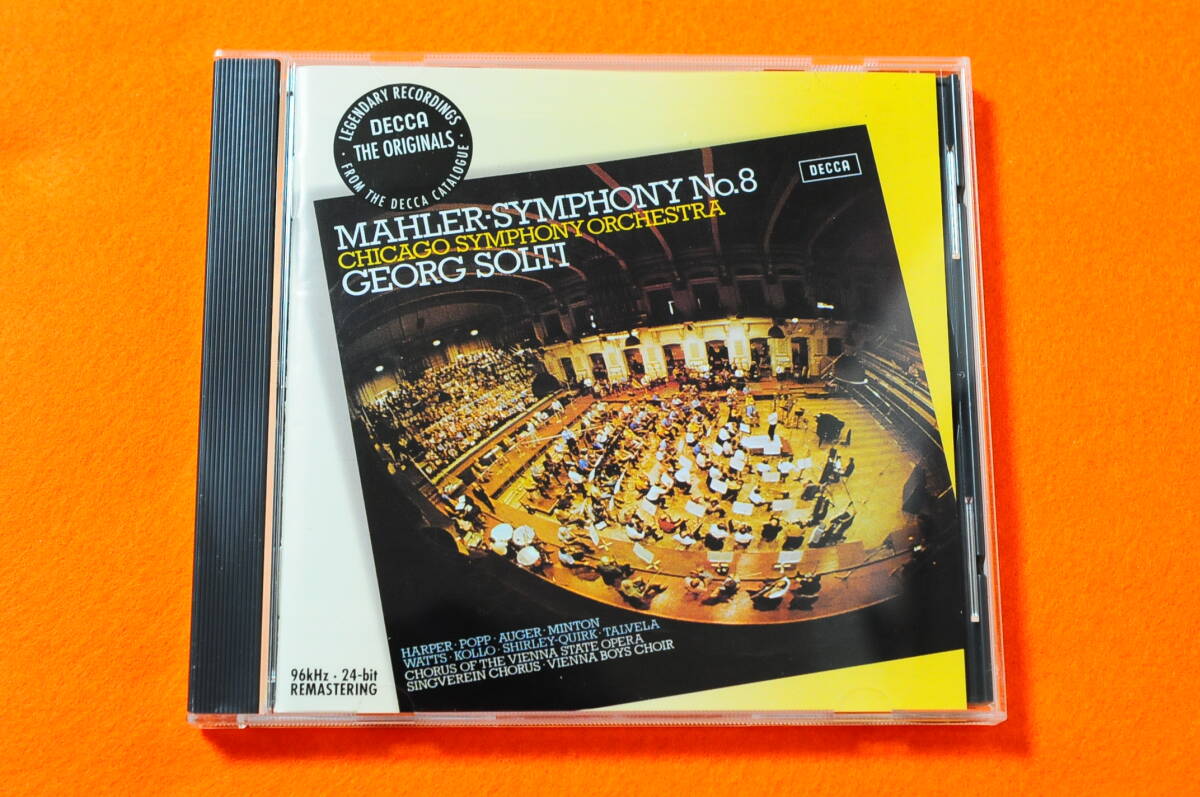 · LEGENDARY RECORDINGS ·
DECCA
THE ORIGINALS
FROM THE DECCA CATALOGUE
DECCA
MAHLER·SYMPHONY No.8
CHICAGO SYMPHONY ORCHESTRA
GEORG SOLTI
HARPER · POPP · AUGER · MINTON
WATTS · KOLLO · SHIRLEY-QUIRK · TALVELA
CHORUS OF THE VIENNA STATE OPERA
SINGVEREIN CHORUS · VIENNA BOYS CHOIR
96kHz · 24-bit
REMASTERING